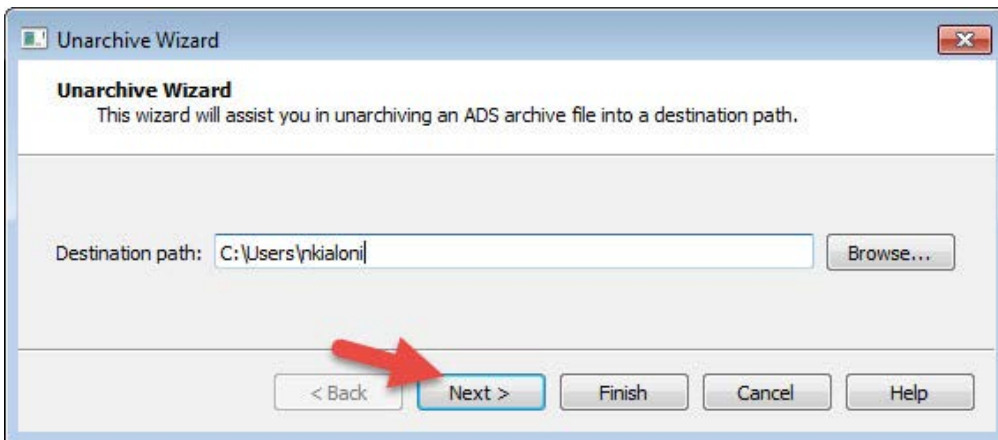 Unarchive Wizard
Unarchive Wizard
This wizard will assist you in unarchiving an ADS archive file into a destination path.
Destination path: C:\Users\nkialoni Browse...
< Back Next > Finish Cancel Help